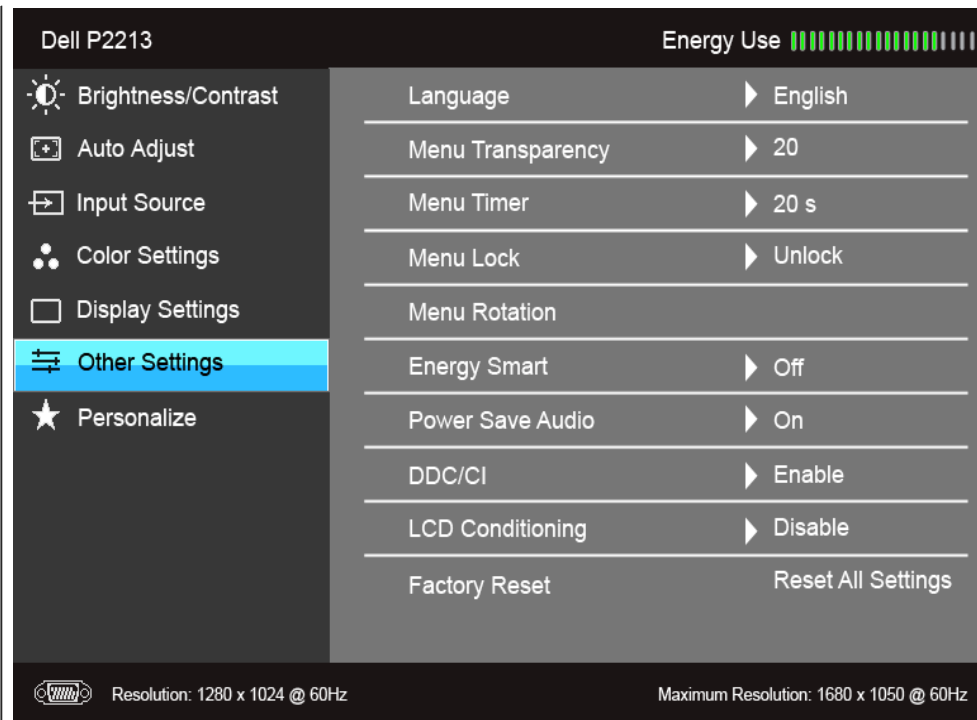 Dell P2213 Energy Use
Brightness/Contrast
Auto Adjust
Input Source
Color Settings
Display Settings
Other Settings
Personalize
Language English
Menu Transparency 20
Menu Timer 20 s
Menu Lock Unlock
Menu Rotation
Energy Smart Off
Power Save Audio On
DDC/CI Enable
LCD Conditioning Disable
Factory Reset Reset All Settings
Resolution: 1280 x 1024 @ 60Hz Maximum Resolution: 1680 x 1050 @ 60Hz